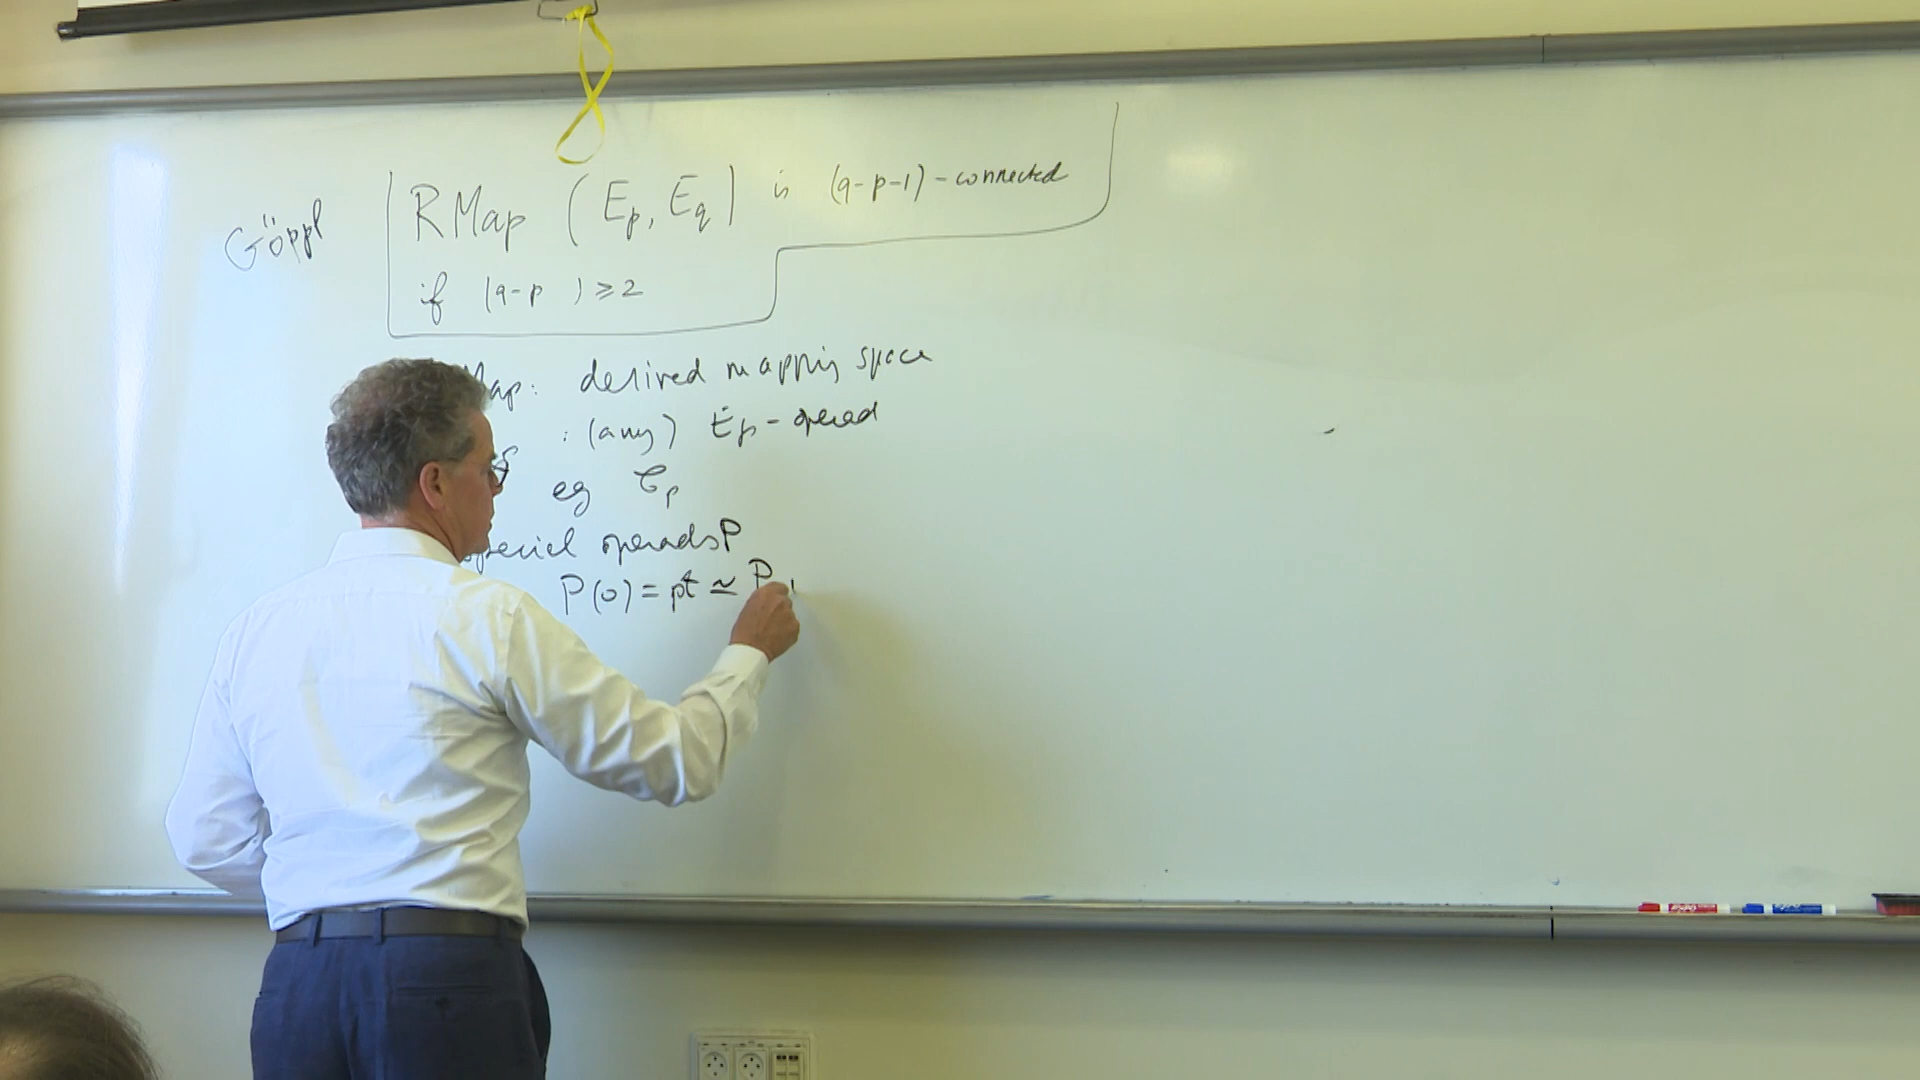 Göppl RMap (Ep, Eq) is (q-p-1)-connected
if (q-p ) ≥ 2
Map: derived mapping space
: (any) Ep-operad
eg Cp
special operads P
P(0) = pt ≃ P